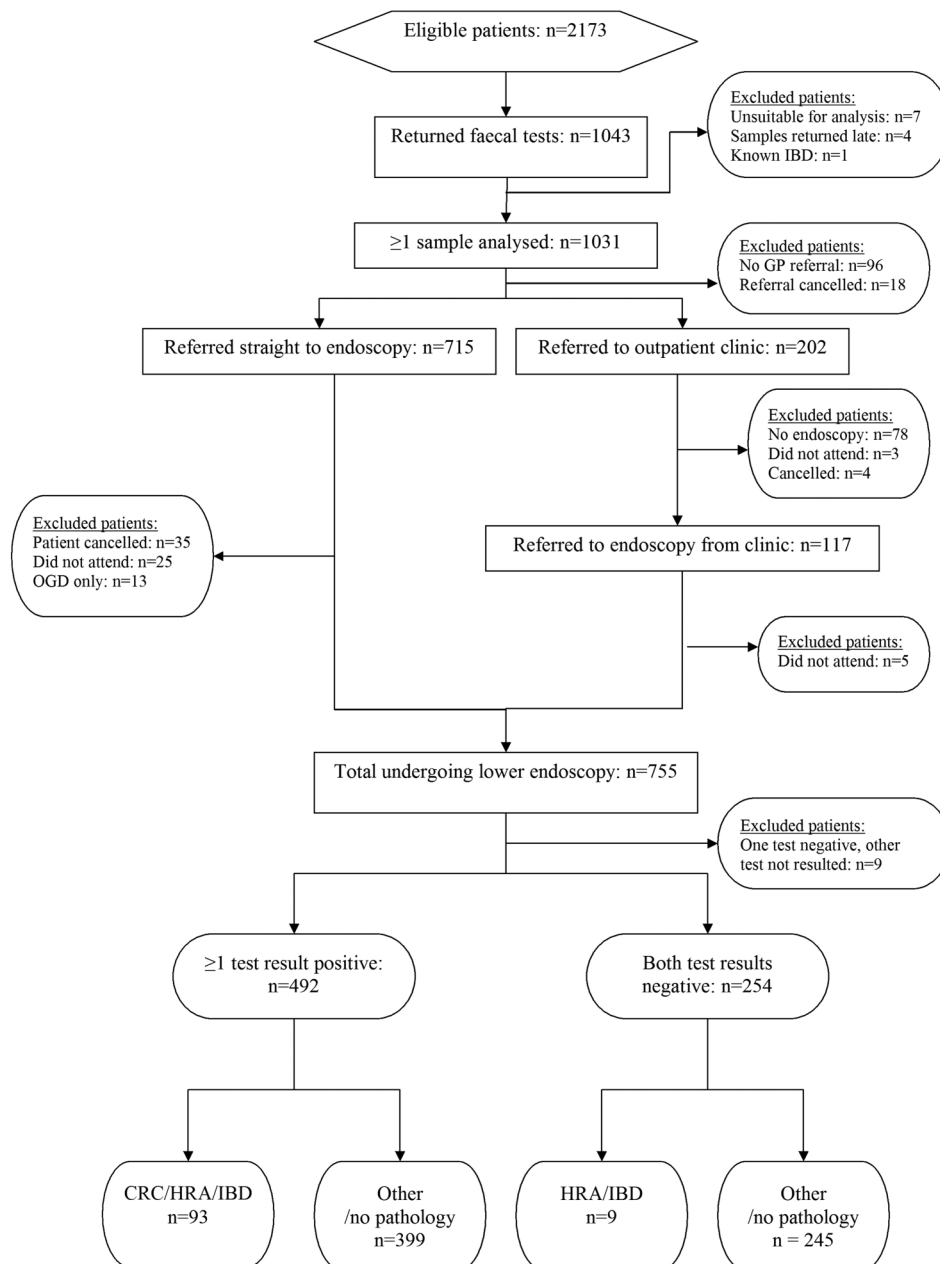 Eligible patients: n=2173
Excluded patients:
Unsuitable for analysis: n=7
Samples returned late: n=4
Known IBD: n=1
Returned faecal tests: n=1043
≥1 sample analysed: n=1031
Excluded patients:
No GP referral: n=96
Referral cancelled: n=18
Referred straight to endoscopy: n=715
Referred to outpatient clinic: n=202
Excluded patients:
No endoscopy: n=78
Did not attend: n=3
Cancelled: n=4
Excluded patients:
Patient cancelled: n=35
Did not attend: n=25
OGD only: n=13
Referred to endoscopy from clinic: n=117
Excluded patients:
Did not attend: n=5
Total undergoing lower endoscopy: n=755
Excluded patients:
One test negative, other
test not resulted: n=9
≥1 test result positive:
n=492
Both test results
negative: n=254
CRC/HRA/IBD
n=93
Other
/no pathology
n=399
HRA/IBD
n=9
Other
/no pathology
n = 245